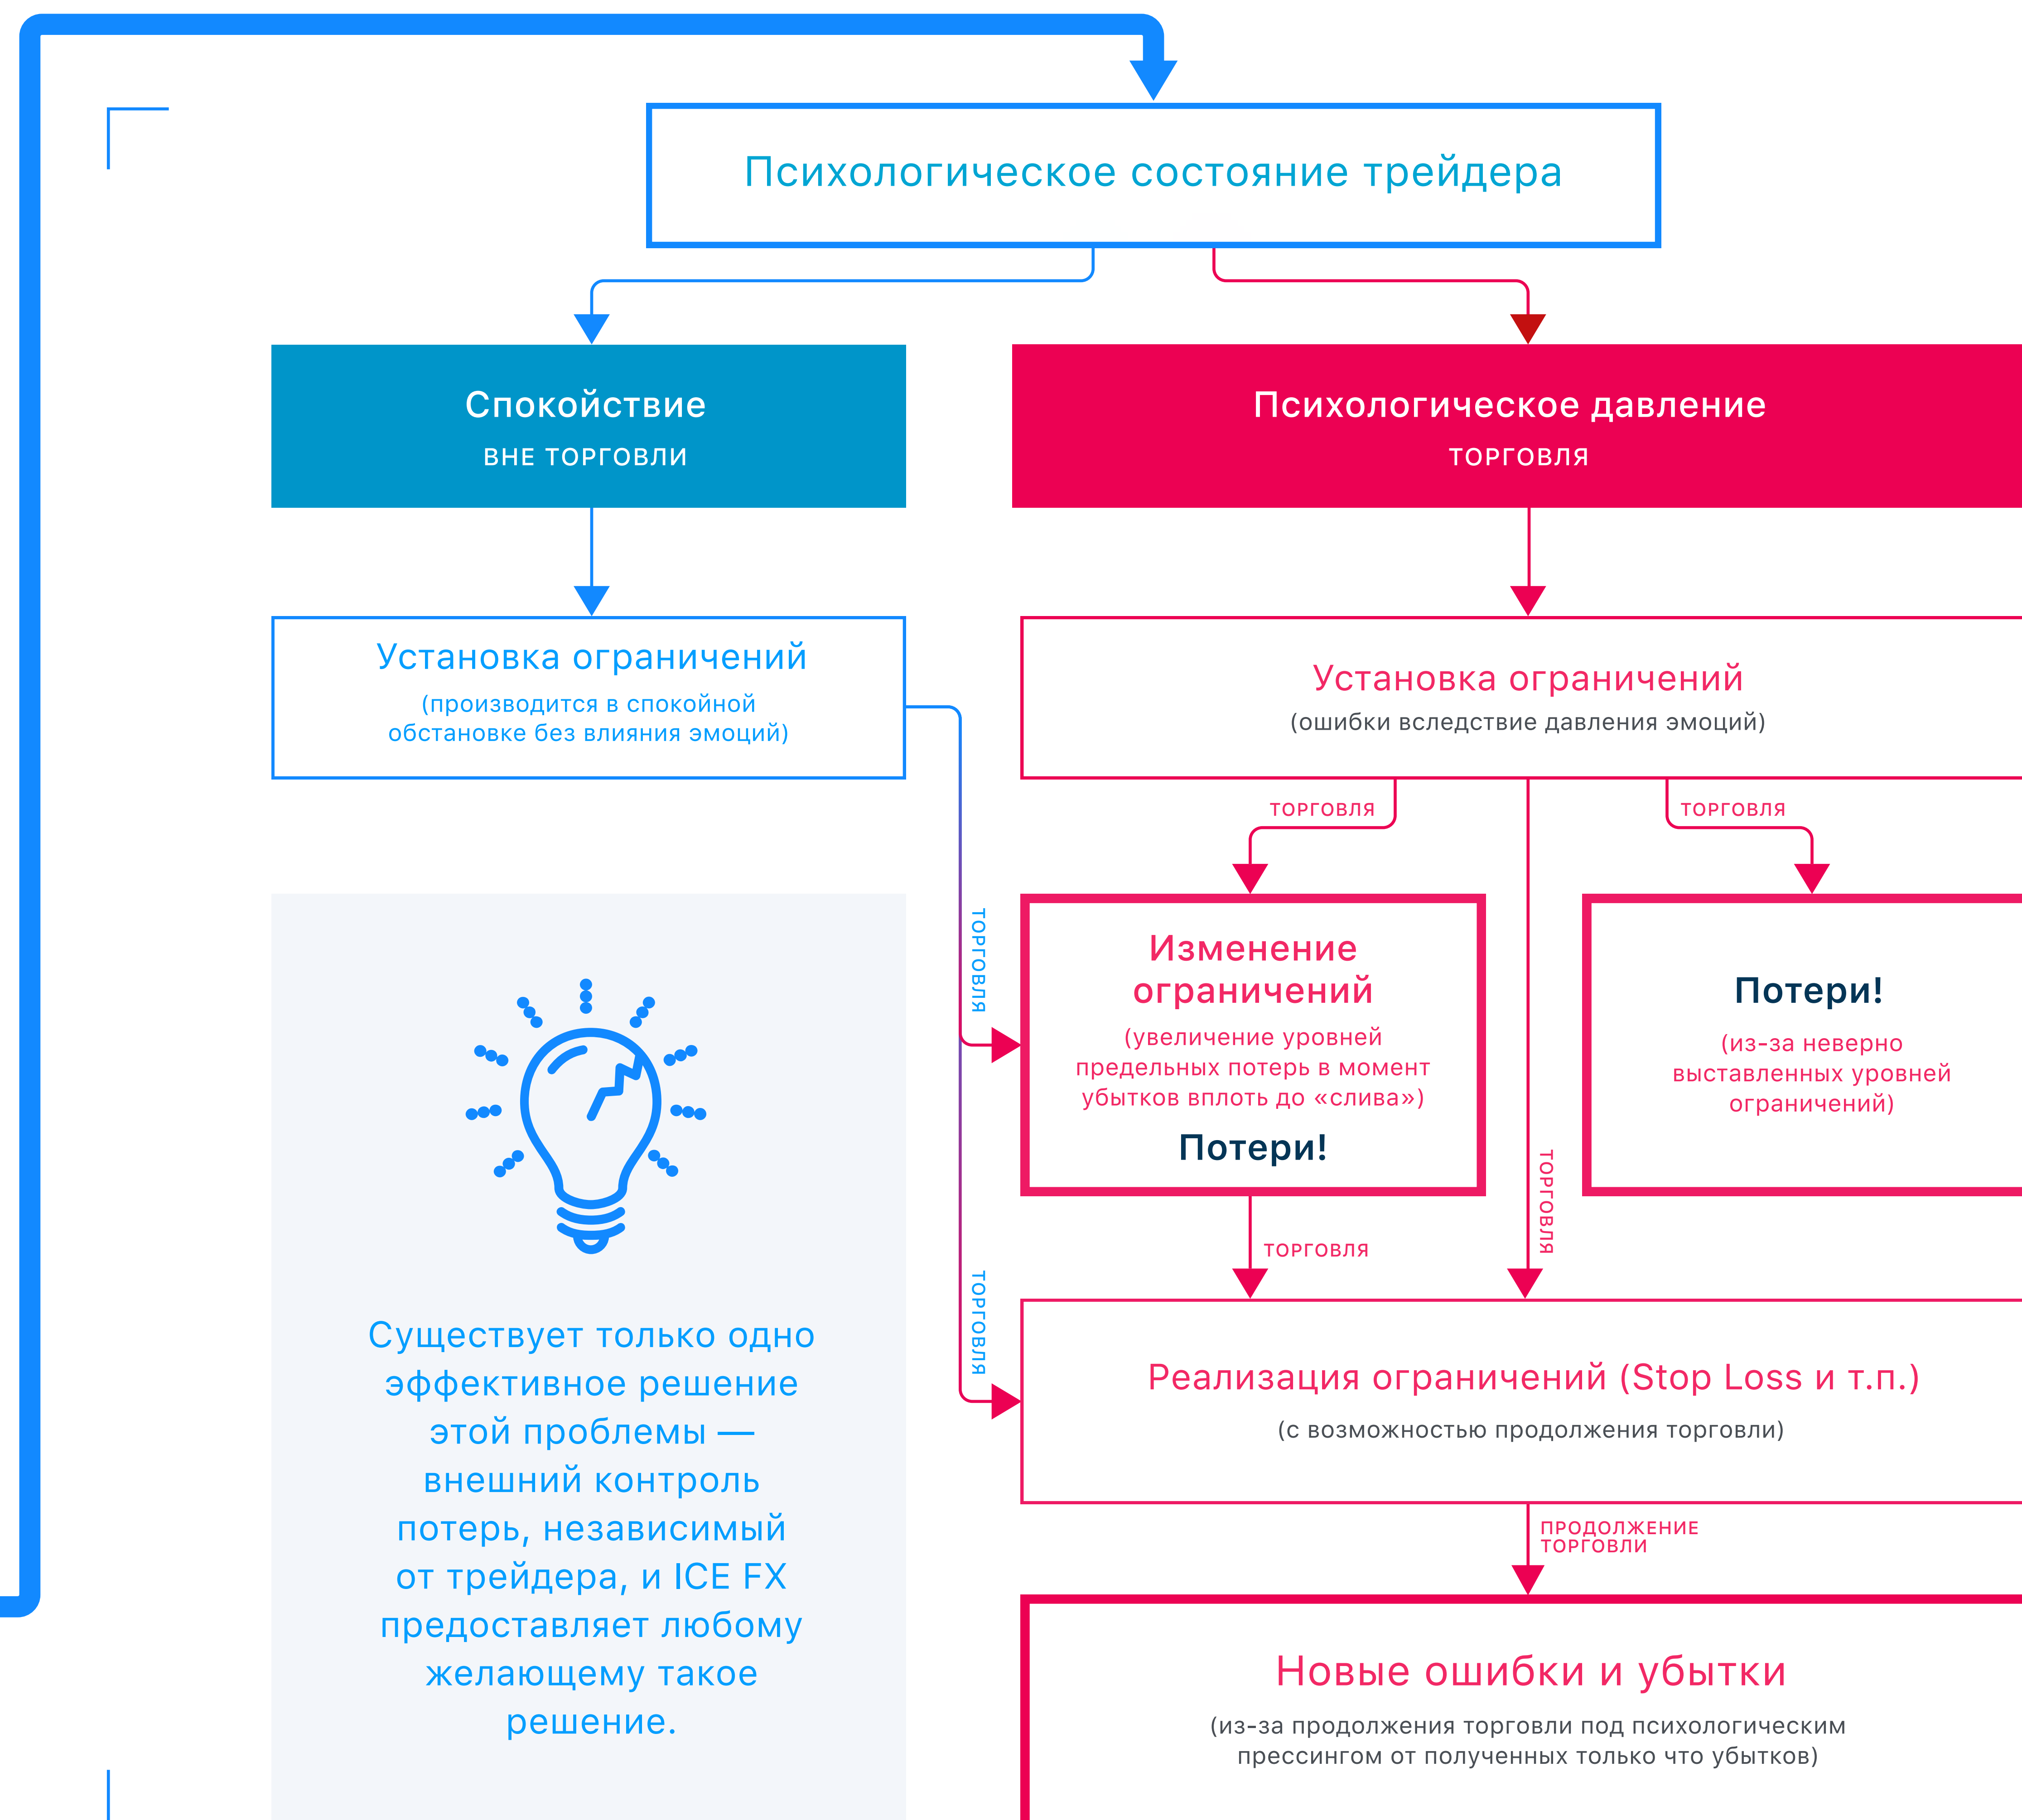 Психологическое состояние трейдера
Спокойствие
ВНЕ ТОРГОВЛИ
Психологическое давление
ТОРГОВЛЯ
Установка ограничений
(производится в спокойной
обстановке без влияния эмоций)
Установка ограничений
(ошибки вследствие давления эмоций)
ТОРГОВЛЯ
ТОРГОВЛЯ
ТОРГОВЛЯ
Изменение
ограничений
(увеличение уровней
предельных потерь в момент
убытков вплоть до «слива»)
Потери!
Потери!
(из-за неверно
выставленных уровней
ограничений)
ТОРГОВЛЯ
ТОРГОВЛЯ
ТОРГОВЛЯ
Реализация ограничений (Stop Loss и т.п.)
(с возможностью продолжения торговли)
ПРОДОЛЖЕНИЕ
ТОРГОВЛИ
Новые ошибки и убытки
(из-за продолжения торговли под психологическим
прессингом от полученных только что убытков)
Существует только одно
эффективное решение
этой проблемы —
внешний контроль
потерь, независимый
от трейдера, и ICE FX
предоставляет любому
желающему такое
решение.